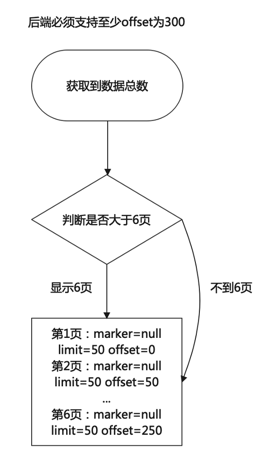 后端必须支持至少offset为300
获取到数据总数
判断是否大于6页
显示6页
不到6页
第1页：marker=null
limit=50 offset=0
第2页：marker=null
limit=50 offset=50
...
第6页：marker=null
limit=50 offset=250